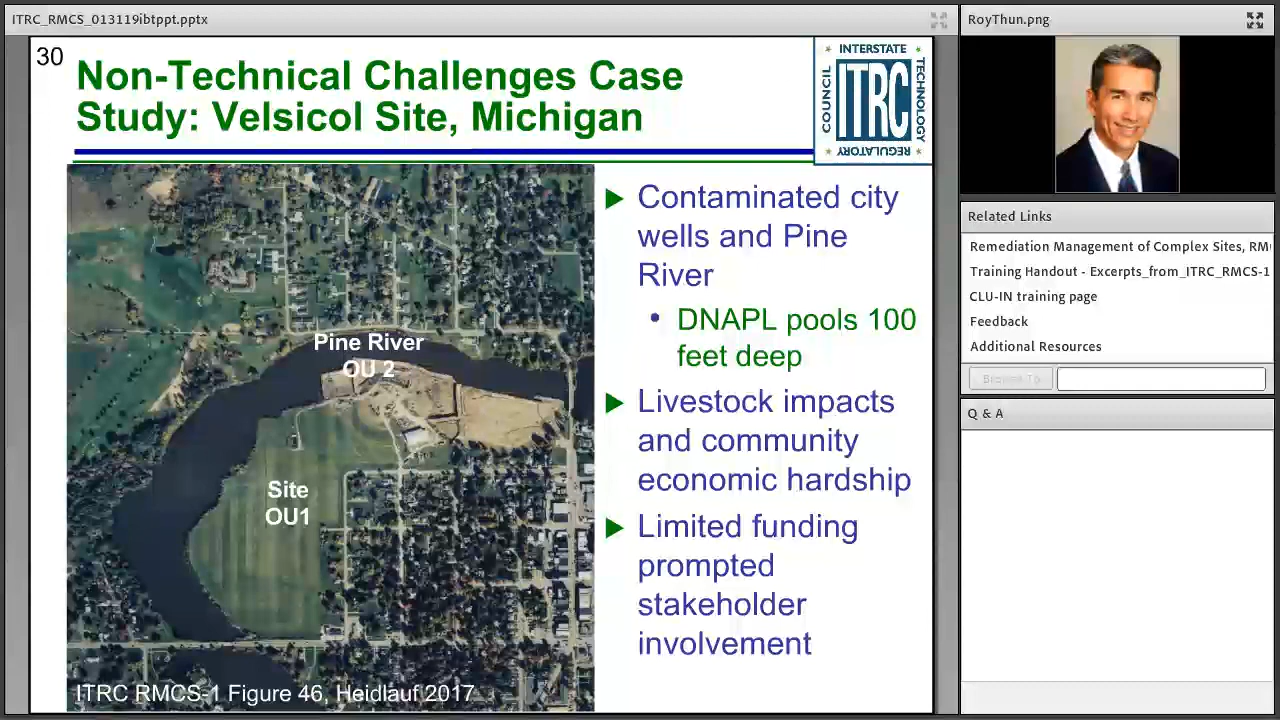 ITRC_RMCS_013119ibtppt.pptx
30
Non-Technical Challenges Case
Study: Velsicol Site, Michigan
INTERSTATE
TECHNOLOGY
REGULATORY
COUNCIL
ITRC
Pine River
OU 2
Site
OU1
ITRC RMCS-1 Figure 46, Heidlauf 2017
Contaminated city
wells and Pine
River
• DNAPL pools 100
feet deep
Livestock impacts
and community
economic hardship
Limited funding
prompted
stakeholder
involvement
RoyThun.png
Related Links
Remediation Management of Complex Sites, RM
Training Handout - Excerpts_from_ITRC_RMCS-1
CLU-IN training page
Feedback
Additional Resources
Browse To
Q & A